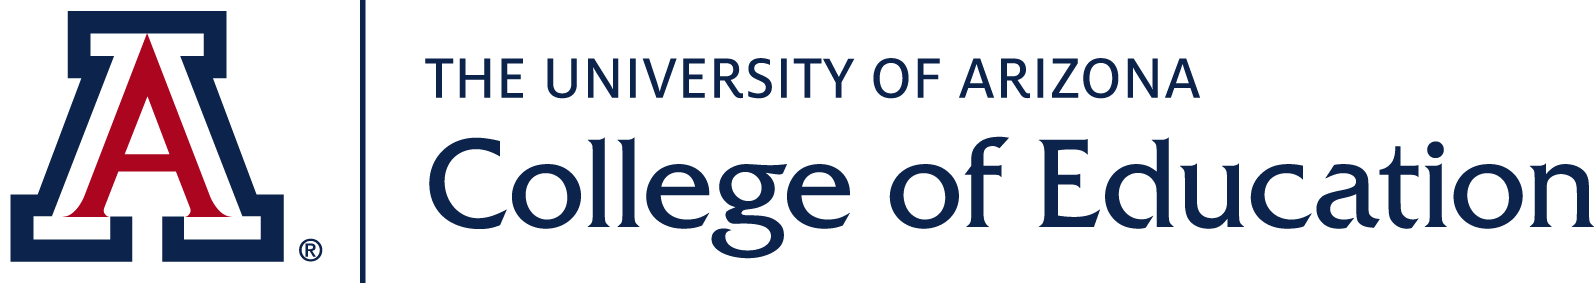 A®
THE UNIVERSITY OF ARIZONA
College of Education